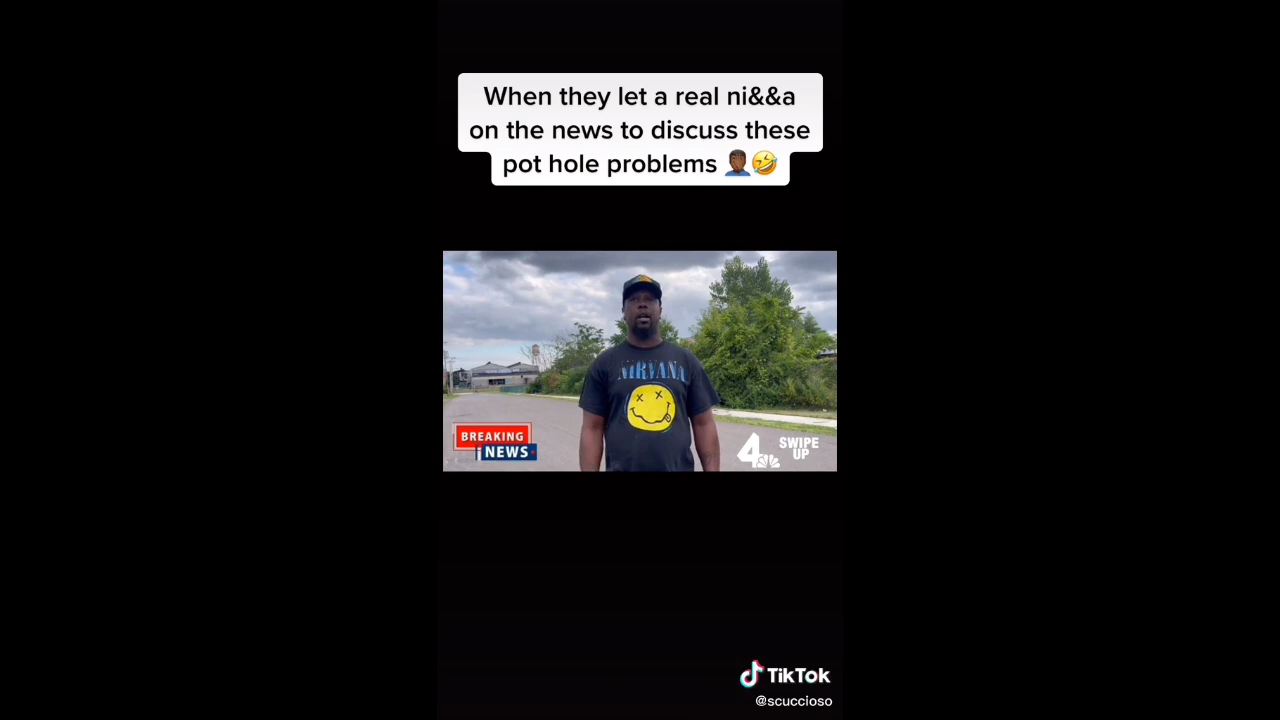 When they let a real ni&&a
on the news to discuss these
pot hole problems 🤦🏾‍♂️🤣
NIRVANA
BREAKING
NEWS
4
SWIPE
UP
TikTok
@scuccioso